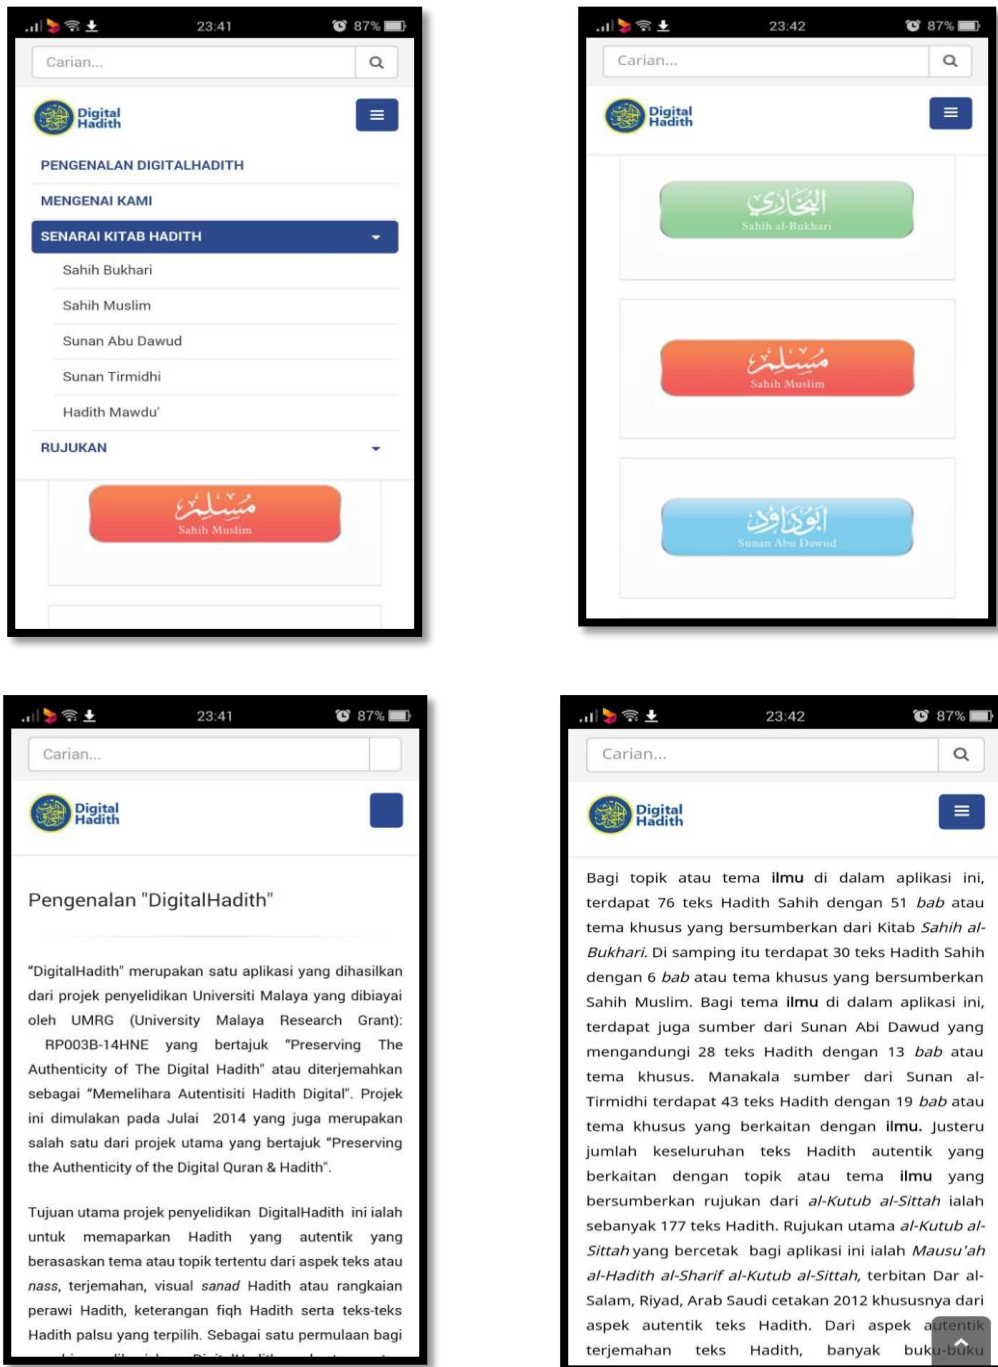 23:41
87%
Carian...
Digital
Hadith
PENGENALAN DIGITALHADITH
MENGENAI KAMI
SENARAI KITAB HADITH
Sahih Bukhari
Sahih Muslim
Sunan Abu Dawud
Sunan Tirmidhi
Hadith Mawdu'
RUJUKAN
مُسْلِم
Sahih Muslim
23:42
87%
Carian...
Digital
Hadith
البُخَارِي
Sahih al-Bukhari
مُسْلِم
Sahih Muslim
أَبُودَاوُد
Sunan Abu Dawud
23:41
87%
Carian...
Digital
Hadith
Pengenalan "DigitalHadith"
"DigitalHadith" merupakan satu aplikasi yang dihasilkan
dari projek penyelidikan Universiti Malaya yang dibiayai
oleh UMRG (University Malaya Research Grant):
RP003B-14HNE yang bertajuk “Preserving The
Authenticity of The Digital Hadith" atau diterjemahkan
sebagai “Memelihara Autentisiti Hadith Digital". Projek
ini dimulakan pada Julai 2014 yang juga merupakan
salah satu dari projek utama yang bertajuk “Preserving
the Authenticity of the Digital Quran & Hadith".
Tujuan utama projek penyelidikan DigitalHadith ini ialah
untuk memaparkan Hadith yang autentik yang
berasaskan tema atau topik tertentu dari aspek teks atau
nass, terjemahan, visual sanad Hadith atau rangkaian
perawi Hadith, keterangan fiqh Hadith serta teks-teks
Hadith palsu yang terpilih. Sebagai satu permulaan bagi
23:42
87%
Carian...
Digital
Hadith
Bagi topik atau tema ilmu di dalam aplikasi ini,
terdapat 76 teks Hadith Sahih dengan 51 bab atau
tema khusus yang bersumberkan dari Kitab Sahih al-
Bukhari. Di samping itu terdapat 30 teks Hadith Sahih
dengan 6 bab atau tema khusus yang bersumberkan
Sahih Muslim. Bagi tema ilmu di dalam aplikasi ini,
terdapat juga sumber dari Sunan Abi Dawud yang
mengandungi 28 teks Hadith dengan 13 bab atau
tema khusus. Manakala sumber dari Sunan al-
Tirmidhi terdapat 43 teks Hadith dengan 19 bab atau
tema khusus yang berkaitan dengan ilmu. Justeru
jumlah keseluruhan teks Hadith autentik yang
berkaitan dengan topik atau tema ilmu yang
bersumberkan rujukan dari al-Kutub al-Sittah ialah
sebanyak 177 teks Hadith. Rujukan utama al-Kutub al-
Sittah yang bercetak bagi aplikasi ini ialah Mausu'ah
al-Hadith al-Sharif al-Kutub al-Sittah, terbitan Dar al-
Salam, Riyad, Arab Saudi cetakan 2012 khususnya dari
aspek autentik teks Hadith. Dari aspek autentik
terjemahan teks Hadith, banyak buku-buku